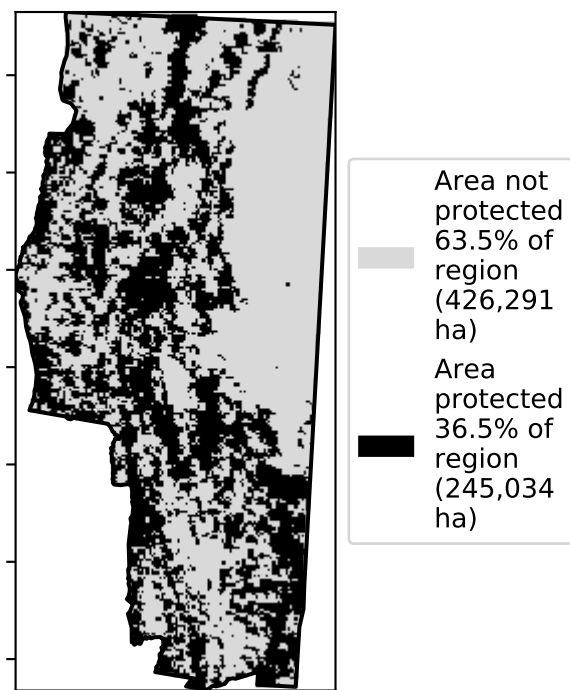 Area not
protected
63.5% of
region
(426,291
ha)
Area
protected
36.5% of
region
(245,034
ha)